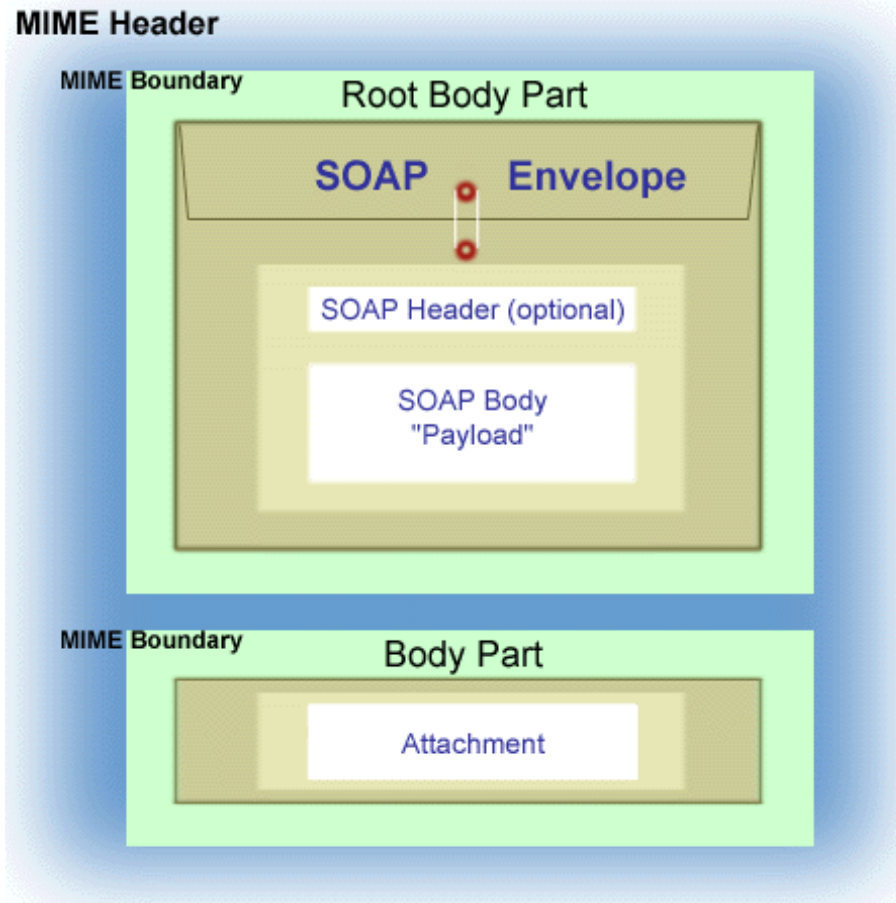 MIME Header
MIME Boundary
Root Body Part
SOAP Envelope
SOAP Header (optional)
SOAP Body
"Payload"
MIME Boundary
Body Part
Attachment